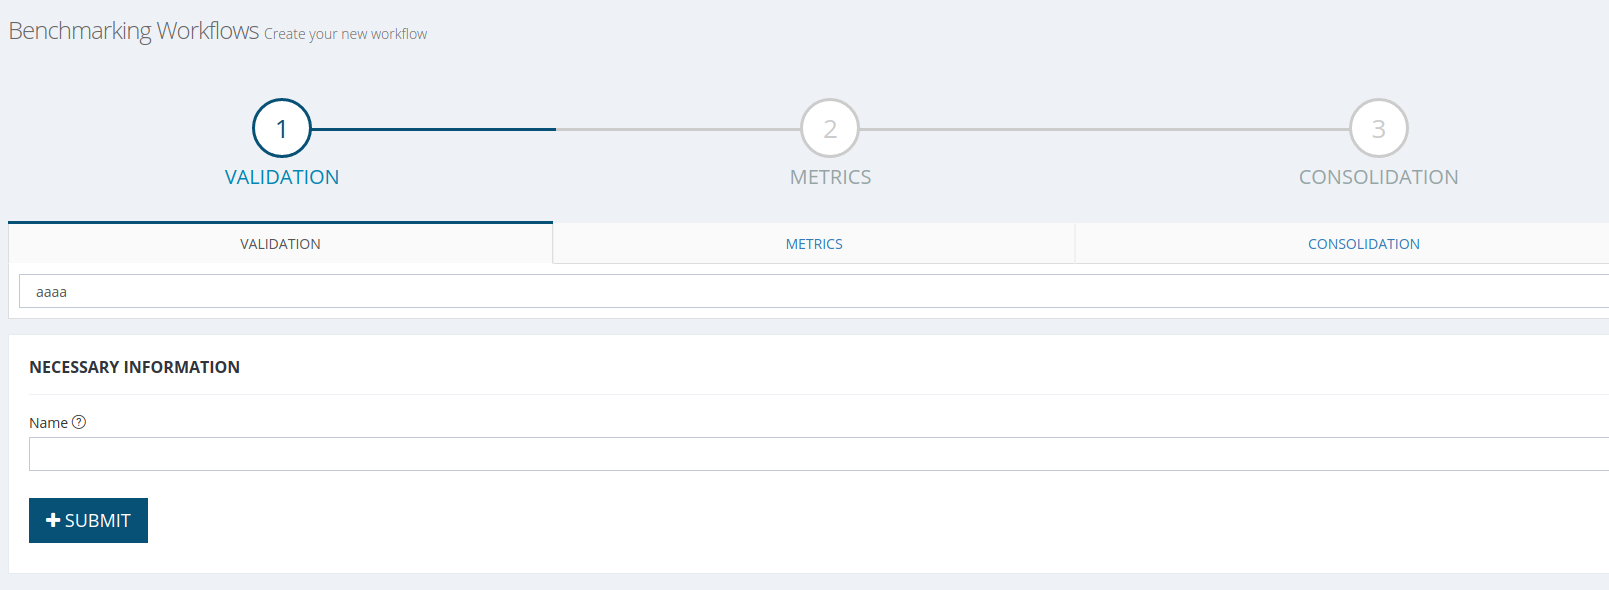 Benchmarking Workflows Create your new workflow
1
2
3
VALIDATION
METRICS
CONSOLIDATION
VALIDATION
METRICS
CONSOLIDATION
aaaa
NECESSARY INFORMATION
Name ?
+ SUBMIT